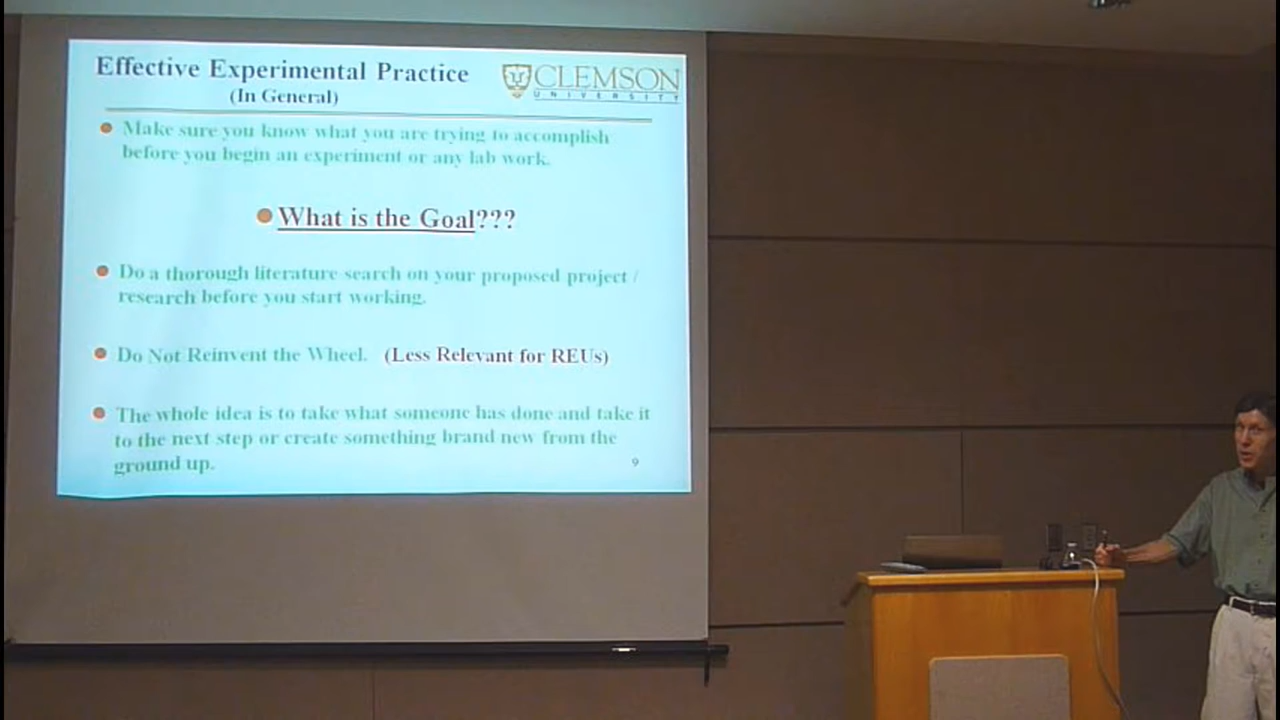 Effective Experimental Practice
(In General)
CLEMSON
UNIVERSITY
Make sure you know what you are trying to accomplish
before you begin an experiment or any lab work.
What is the Goal???
Do a thorough literature search on your proposed project /
research before you start working.
Do Not Reinvent the Wheel. (Less Relevant for REUs)
The whole idea is to take what someone has done and take it
to the next step or create something brand new from the
ground up.
9